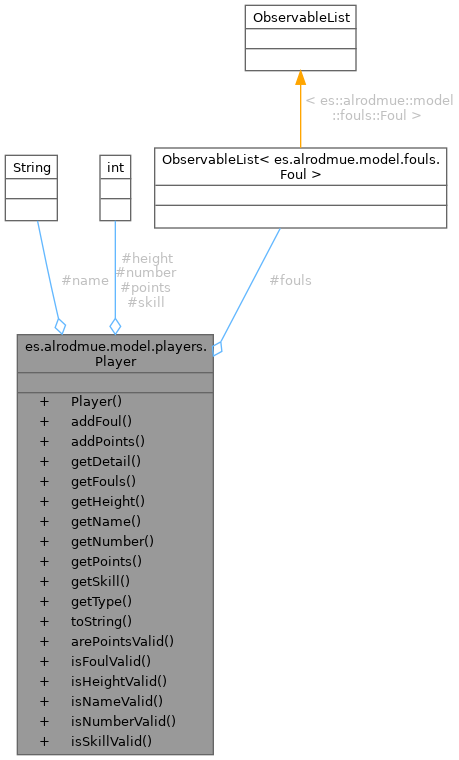 ObservableList
< es::alrodmue::model
::fouls::Foul >
String
int
ObservableList< es.alrodmue.model.fouls.
Foul >
#name
#height
#number
#points
#skill
#fouls
es.alrodmue.model.players.
Player
+ Player()
+ addFoul()
+ addPoints()
+ getDetail()
+ getFouls()
+ getHeight()
+ getName()
+ getNumber()
+ getPoints()
+ getSkill()
+ getType()
+ toString()
+ arePointsValid()
+ isFoulValid()
+ isHeightValid()
+ isNameValid()
+ isNumberValid()
+ isSkillValid()